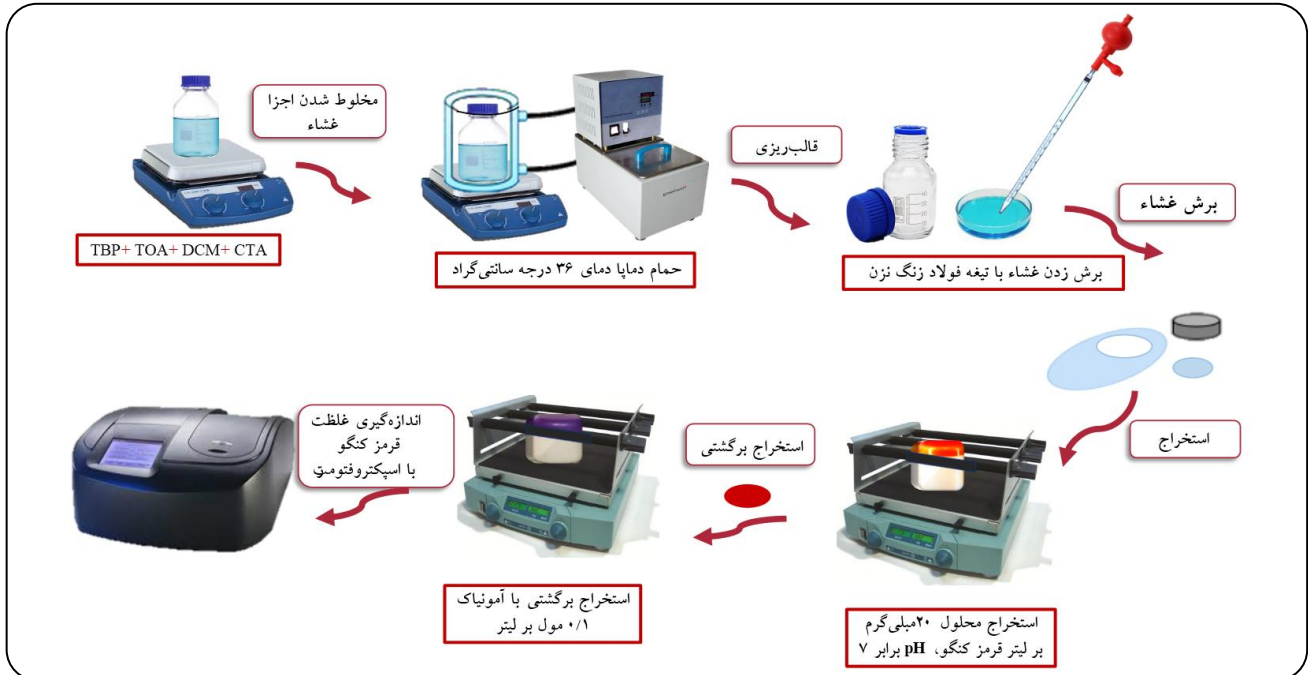 مخلوط شدن اجزا
غشاء
TBP+ TOA+ DCM+ CTA
حمام دماپا دمای ۳۶ درجه سانتی‌گراد
قالب‌ریزی
برش زدن غشاء با تیغه فولاد زنگ نزن
برش غشاء
استخراج
استخراج محلول ۲۰میلی‌گرم
بر لیتر قرمز کنگو، pH برابر ۷
استخراج برگشتی
استخراج برگشتی با آمونیاک
۰/۱ مول بر لیتر
اندازه‌گیری غلظت
قرمز کنگو
با اسپکتروفتومتر